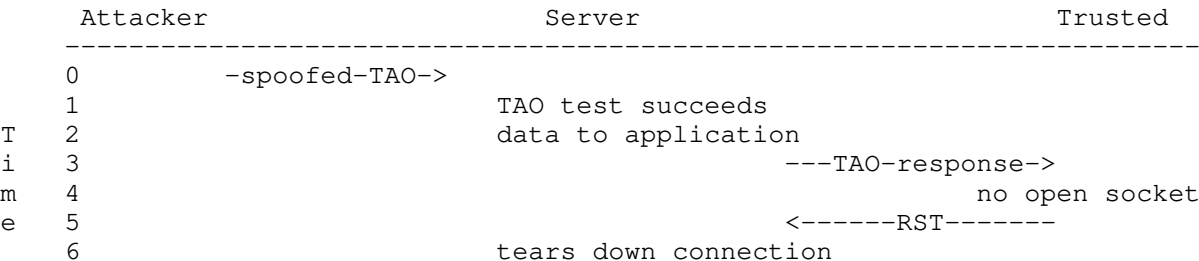 Attacker                   Server                          Trusted
    -----------------------------------------------------------------------
    0         -spoofed-TAO->
    1                          TAO test succeeds
T   2                          data to application
i   3                                            ---TAO-response->
m   4                                                        no open socket
e   5                                            <------RST-------
    6                          tears down connection